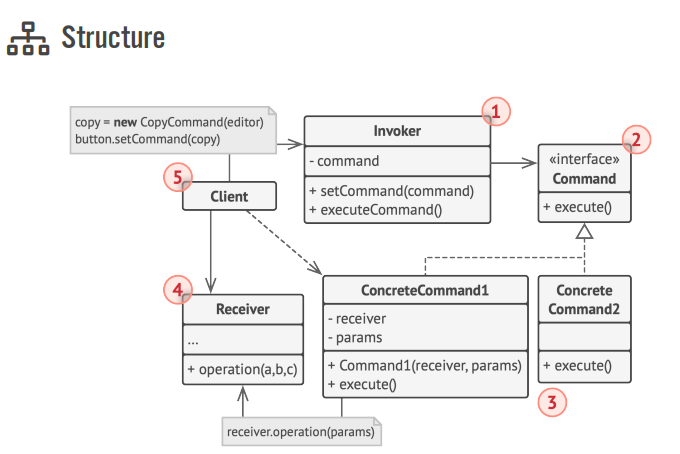 Structure
copy = new CopyCommand(editor)
button.setCommand(copy)
1
Invoker
- command
+ setCommand(command)
+ executeCommand()
2
«interface»
Command
+ execute()
5
Client
4
Receiver
...
+ operation(a,b,c)
ConcreteCommand1
- receiver
- params
+ Command1(receiver, params)
+ execute()
Concrete
Command2
+ execute()
3
receiver.operation(params)